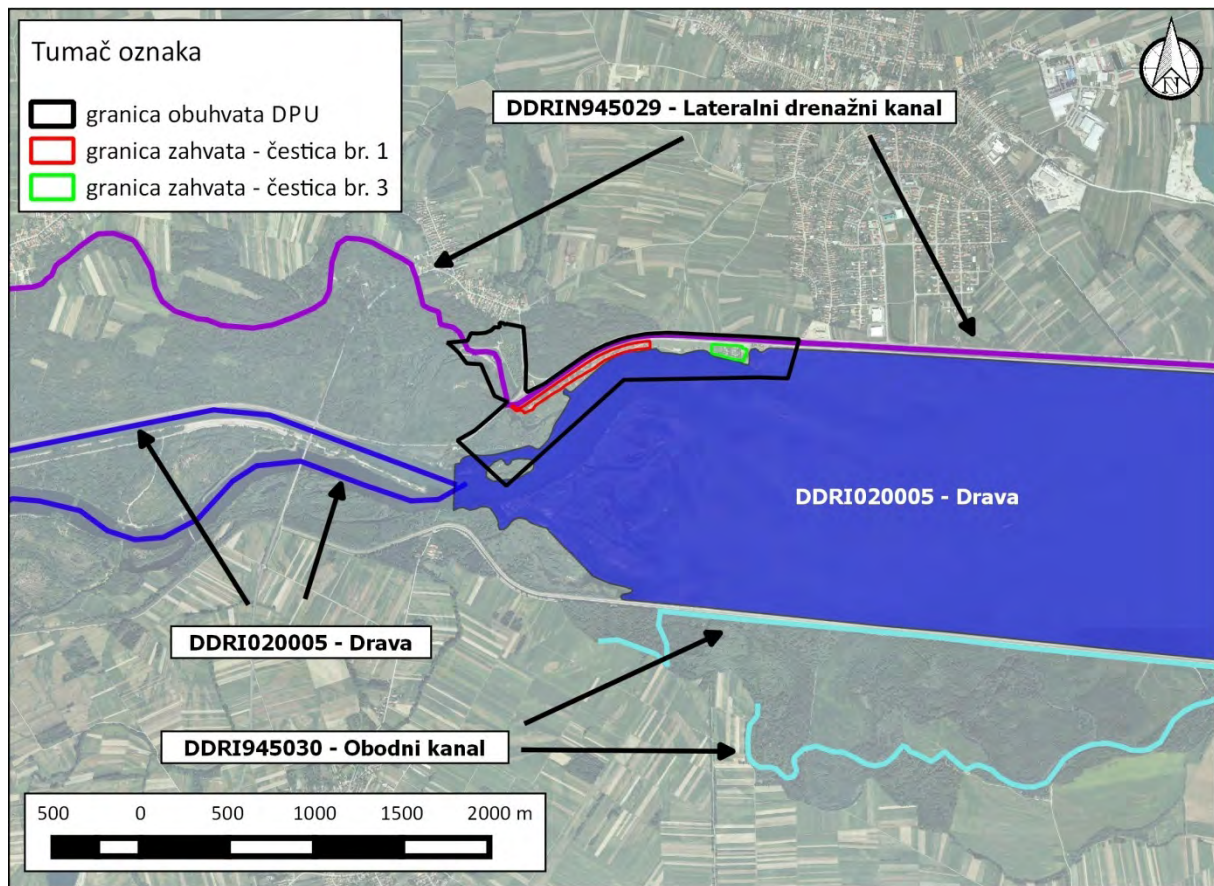 Tumač oznaka
granica obuhvata DPU
granica zahvata - čestica br. 1
granica zahvata - čestica br. 3
N
DDRIN945029 - Lateralni drenažni kanal
DDRI020005 - Drava
DDRI020005 - Drava
DDRI945030 - Obodni kanal
500 0 500 1000 1500 2000 m